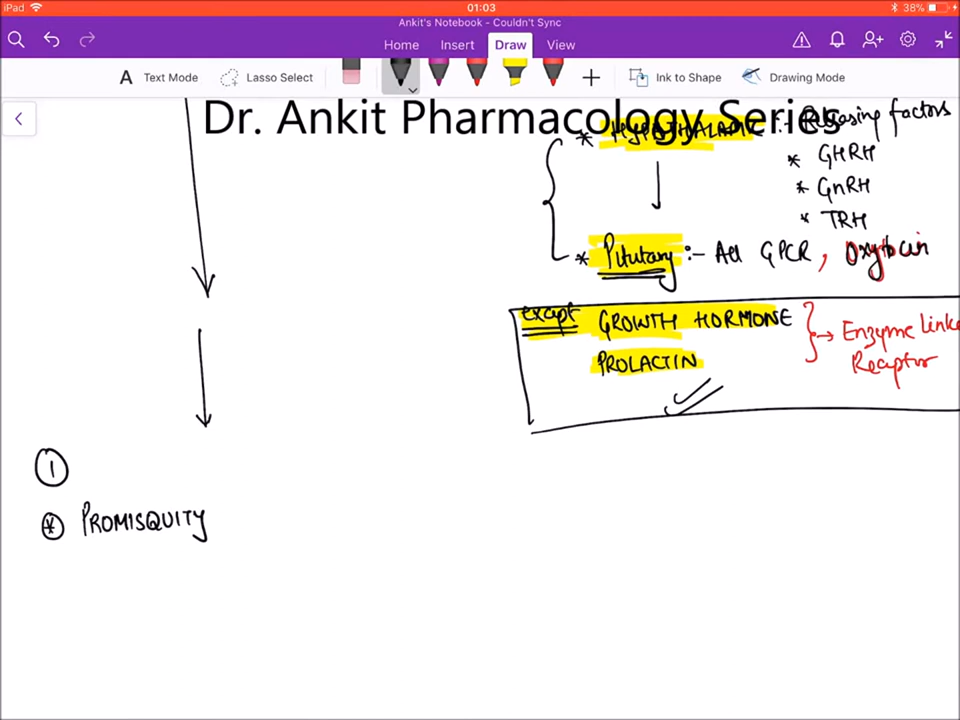 iPad 01:03 38%
Ankit's Notebook - Couldn't Sync
Home Insert Draw View
Text Mode Lasso Select Ink to Shape Drawing Mode
Dr. Ankit Pharmacology Series
* HYPOTHALAMIC :- Releasing factors
* GHRH
* GnRH
* TRH
* Pitutary :- All GPCR, Oxytocin
except GROWTH HORMONE
PROLACTIN
→ Enzyme linke
Receptor
1
* PROMISQUITY